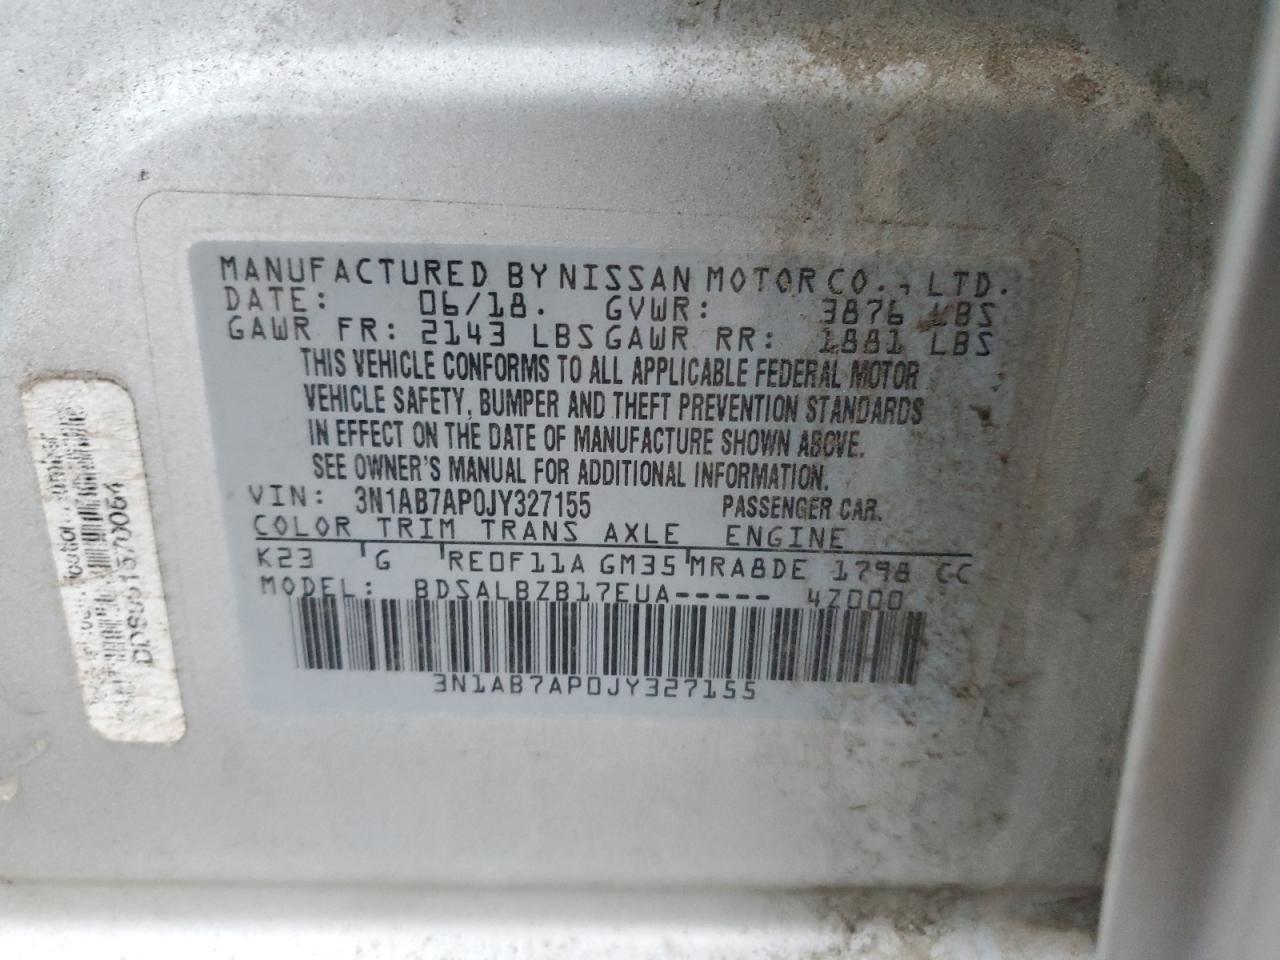 MANUFACTURED BY NISSAN MOTOR CO., LTD.
DATE: 06/18. GVWR: 3876 LBS
GAWR FR: 2143 LBS GAWR RR: 1881 LBS
THIS VEHICLE CONFORMS TO ALL APPLICABLE FEDERAL MOTOR
VEHICLE SAFETY, BUMPER AND THEFT PREVENTION STANDARDS
IN EFFECT ON THE DATE OF MANUFACTURE SHOWN ABOVE.
SEE OWNER'S MANUAL FOR ADDITIONAL INFORMATION.
VIN: 3N1AB7AP0JY327155 PASSENGER CAR.
COLOR TRIM TRANS AXLE ENGINE
K23 G RE0F11A GM35 MRA8DE 1798 CC
MODEL: BDSALBZB17EUA----- 4Z000
3N1AB7AP0JY327155